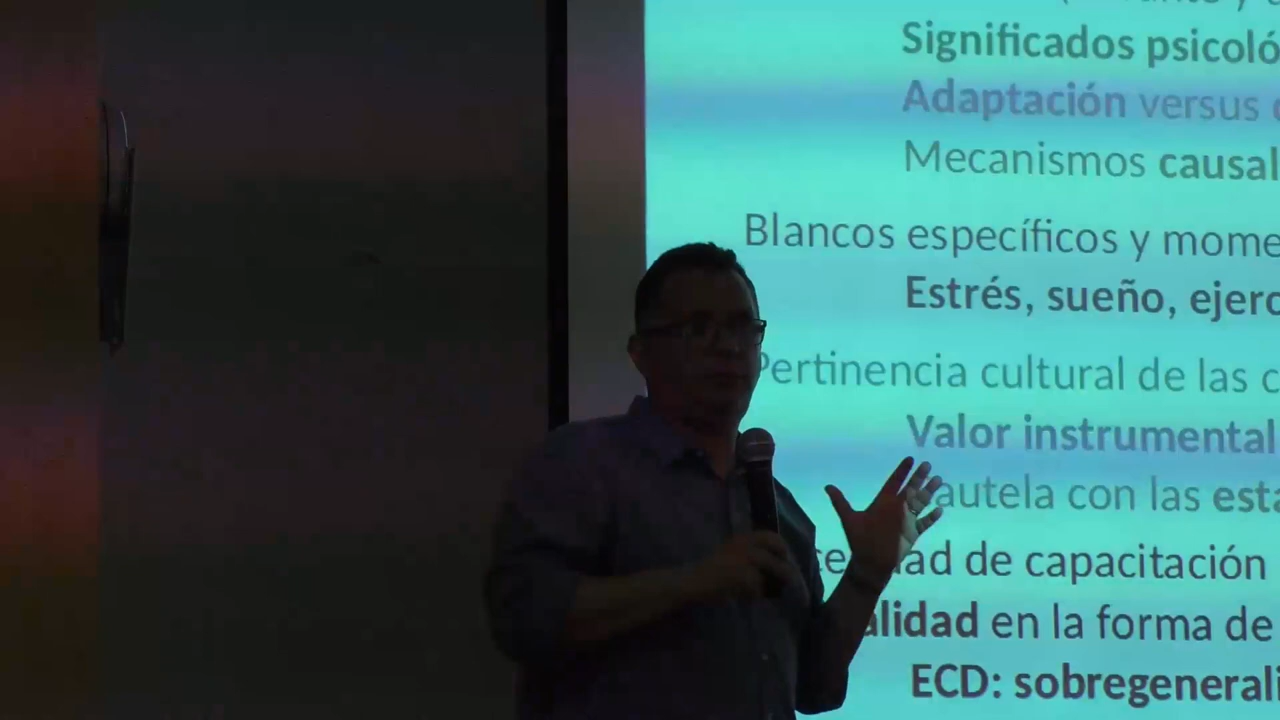 Significados psicoló
Adaptación versus
Mecanismos causal
Blancos específicos y mome
Estrés, sueño, ejerc
Pertinencia cultural de las c
Valor instrumental
autela con las esta
ad de capacitación
alidad en la forma de
ECD: sobregenerali